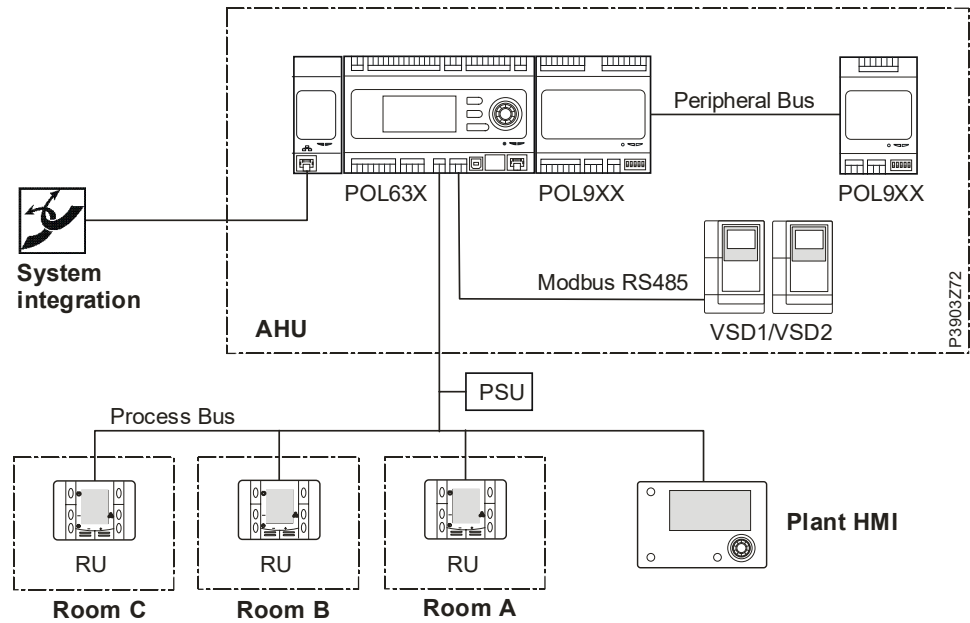 Peripheral Bus
POL63X
POL9XX
POL9XX
System
integration
Modbus RS485
AHU
VSD1/VSD2
P3903Z72
PSU
Process Bus
RU
RU
RU
Plant HMI
Room C
Room B
Room A